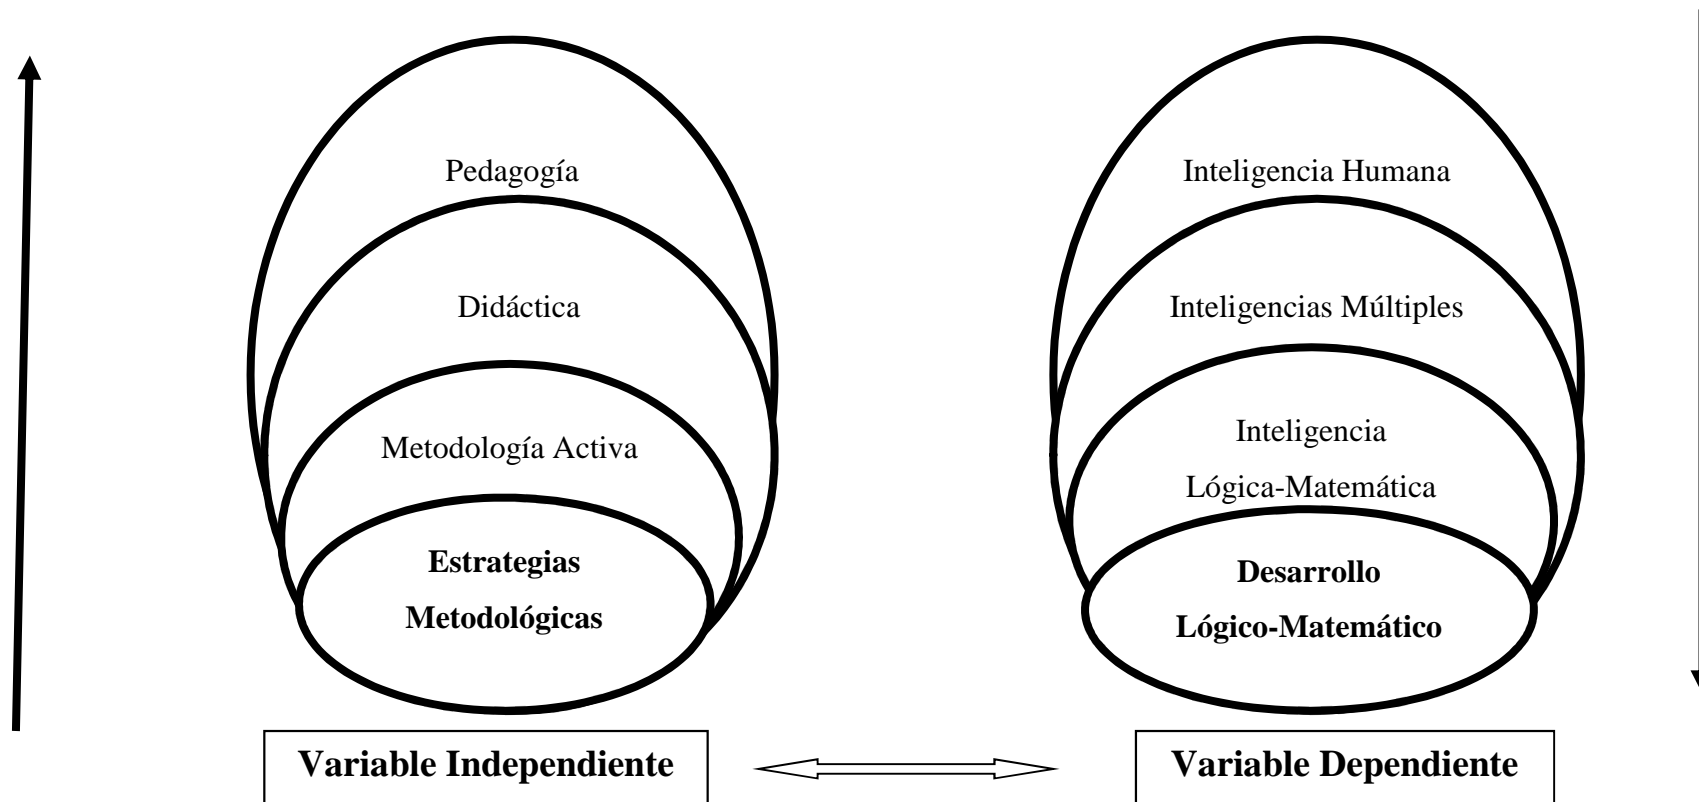 Pedagogía
Didáctica
Metodología Activa
Estrategias
Metodológicas
Variable Independiente
Inteligencia Humana
Inteligencias Múltiples
Inteligencia
Lógica-Matemática
Desarrollo
Lógico-Matemático
Variable Dependiente